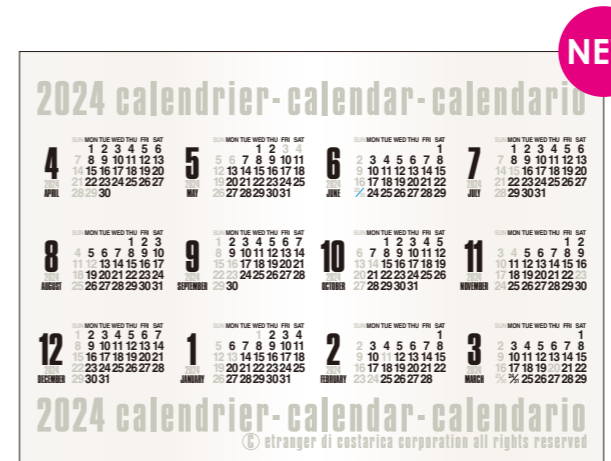 NE
2024 calendrier-calendar-calendario
4
2024
APRIL
SUN MON TUE WED THU FRI SAT
1 2 3 4 5 6
7 8 9 10 11 12 13
14 15 16 17 18 19 20
21 22 23 24 25 26 27
28 29 30
5
2024
MAY
SUN MON TUE WED THU FRI SAT
1 2 3 4
5 6 7 8 9 10 11
12 13 14 15 16 17 18
19 20 21 22 23 24 25
26 27 28 29 30 31
6
2024
JUNE
SUN MON TUE WED THU FRI SAT
1
2 3 4 5 6 7 8
9 10 11 12 13 14 15
16 17 18 19 20 21 22
23/30 24 25 26 27 28 29
7
2024
JULY
SUN MON TUE WED THU FRI SAT
1 2 3 4 5 6
7 8 9 10 11 12 13
14 15 16 17 18 19 20
21 22 23 24 25 26 27
28 29 30 31
8
2024
AUGUST
SUN MON TUE WED THU FRI SAT
1 2 3
4 5 6 7 8 9 10
11 12 13 14 15 16 17
18 19 20 21 22 23 24
25 26 27 28 29 30 31
9
2024
SEPTEMBER
SUN MON TUE WED THU FRI SAT
1 2 3 4 5 6 7
8 9 10 11 12 13 14
15 16 17 18 19 20 21
22 23 24 25 26 27 28
29 30
10
2024
OCTOBER
SUN MON TUE WED THU FRI SAT
1 2 3 4 5
6 7 8 9 10 11 12
13 14 15 16 17 18 19
20 21 22 23 24 25 26
27 28 29 30 31
11
2024
NOVEMBER
SUN MON TUE WED THU FRI SAT
1 2
3 4 5 6 7 8 9
10 11 12 13 14 15 16
17 18 19 20 21 22 23
24 25 26 27 28 29 30
12
2024
DECEMBER
SUN MON TUE WED THU FRI SAT
1 2 3 4 5 6 7
8 9 10 11 12 13 14
15 16 17 18 19 20 21
22 23 24 25 26 27 28
29 30 31
1
JANUARY
SUN MON TUE WED THU FRI SAT
1 2 3 4
5 6 7 8 9 10 11
12 13 14 15 16 17 18
19 20 21 22 23 24 25
26 27 28 29 30 31
2
FEBRUARY
SUN MON TUE WED THU FRI SAT
1
2 3 4 5 6 7 8
9 10 11 12 13 14 15
16 17 18 19 20 21 22
23 24 25 26 27 28
3
MARCH
SUN MON TUE WED THU FRI SAT
1
2 3 4 5 6 7 8
9 10 11 12 13 14 15
16 17 18 19 20 21 22
23/30 24/31 25 26 27 28 29
2024 calendrier-calendar-calendario
© etranger di costarica corporation all rights reserved